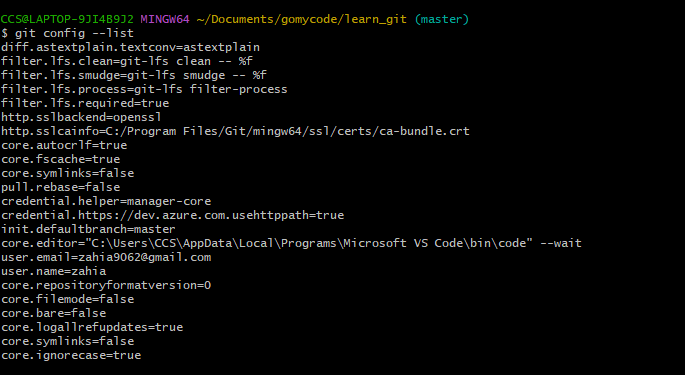 CCS@LAPTOP-9JI4B9J2 MINGW64 ~/Documents/gomycode/learn_git (master)
$ git config --list
diff.astextplain.textconv=astextplain
filter.lfs.clean=git-lfs clean -- %f
filter.lfs.smudge=git-lfs smudge -- %f
filter.lfs.process=git-lfs filter-process
filter.lfs.required=true
http.sslbackend=openssl
http.sslcainfo=C:/Program Files/Git/mingw64/ssl/certs/ca-bundle.crt
core.autocrlf=true
core.fscache=true
core.symlinks=false
pull.rebase=false
credential.helper=manager-core
credential.https://dev.azure.com.usehttppath=true
init.defaultbranch=master
core.editor="C:\Users\CCS\AppData\Local\Programs\Microsoft VS Code\bin\code" --wait
user.email=zahia9062@gmail.com
user.name=zahia
core.repositoryformatversion=0
core.filemode=false
core.bare=false
core.logallrefupdates=true
core.symlinks=false
core.ignorecase=true